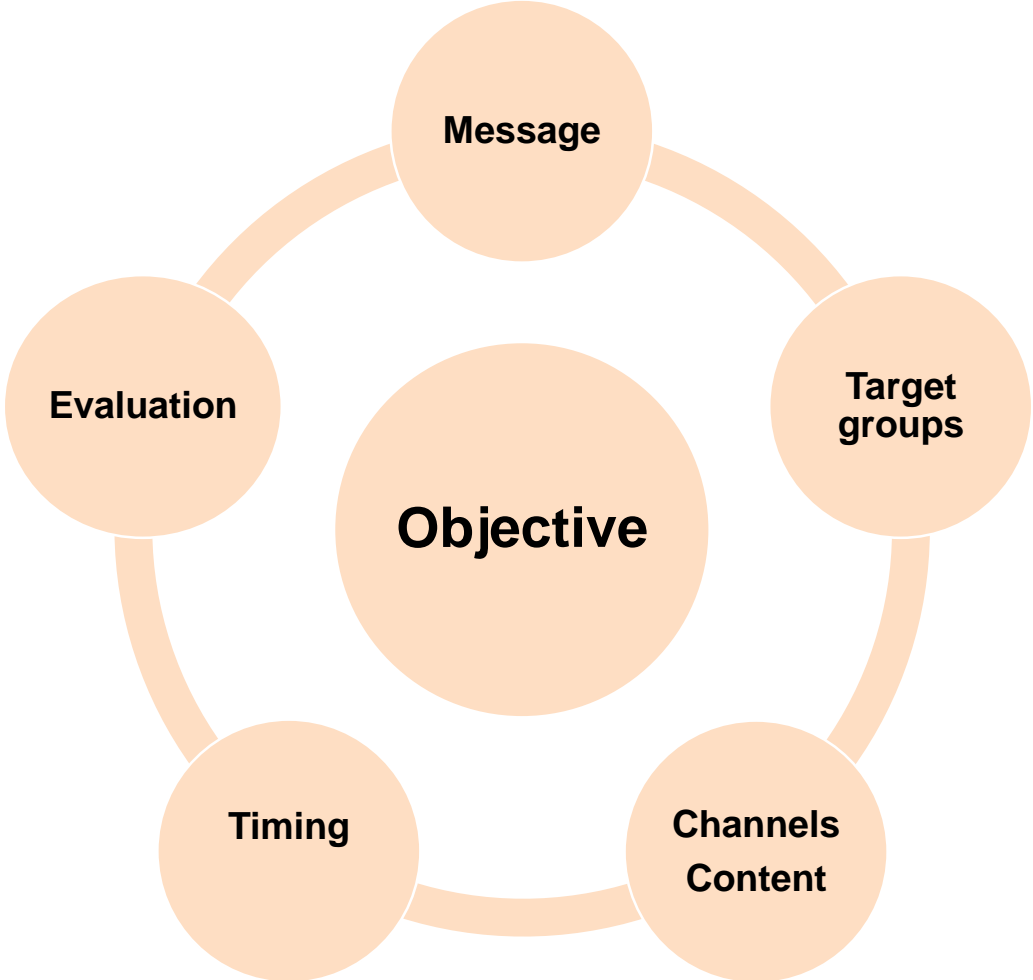 Message
Target
groups
Evaluation
Objective
Channels
Content
Timing